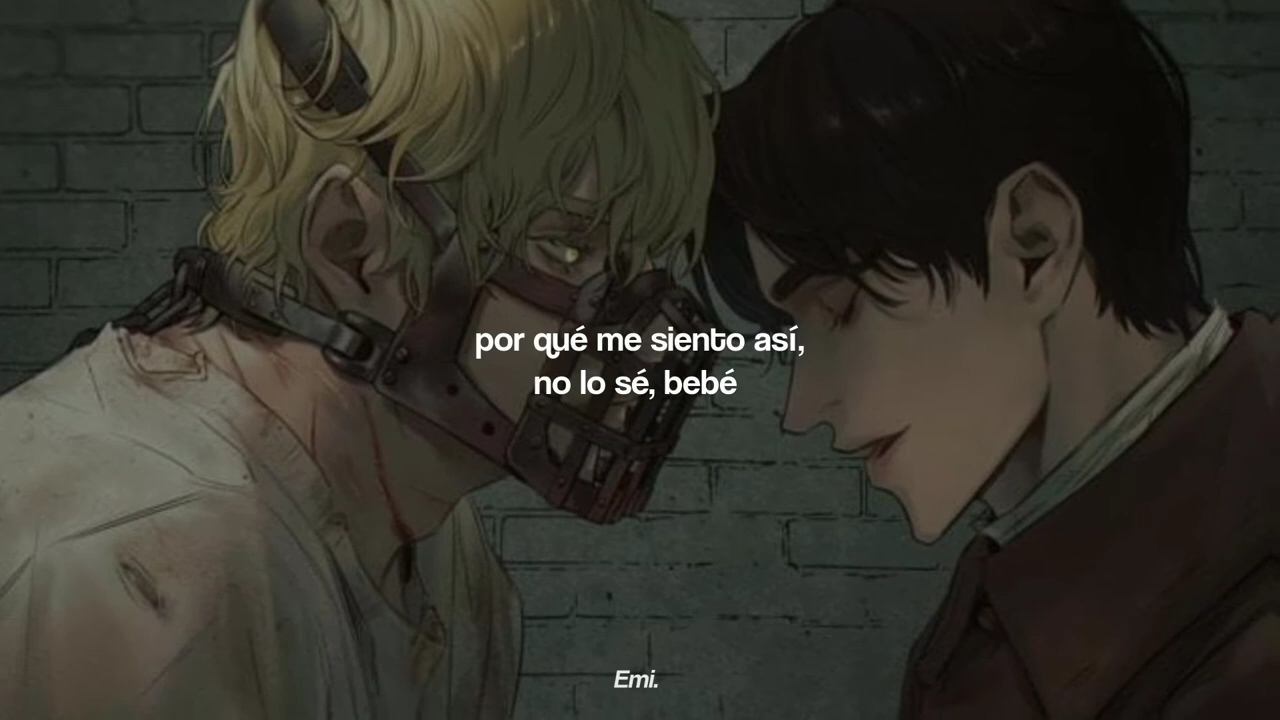 por qué me siento así,
no lo sé, bebé
Emi.